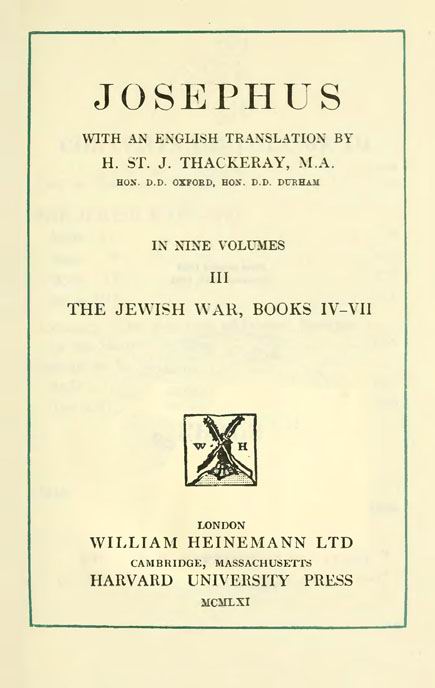 JOSEPHUS
WITH AN ENGLISH TRANSLATION BY
H. ST. J. THACKERAY, M.A.
HON. D.D. OXFORD, HON. D.D. DURHAM
IN NINE VOLUMES
III
THE JEWISH WAR, BOOKS IV–VII
W H
LONDON
WILLIAM HEINEMANN LTD
CAMBRIDGE, MASSACHUSETTS
HARVARD UNIVERSITY PRESS
MCMLXI